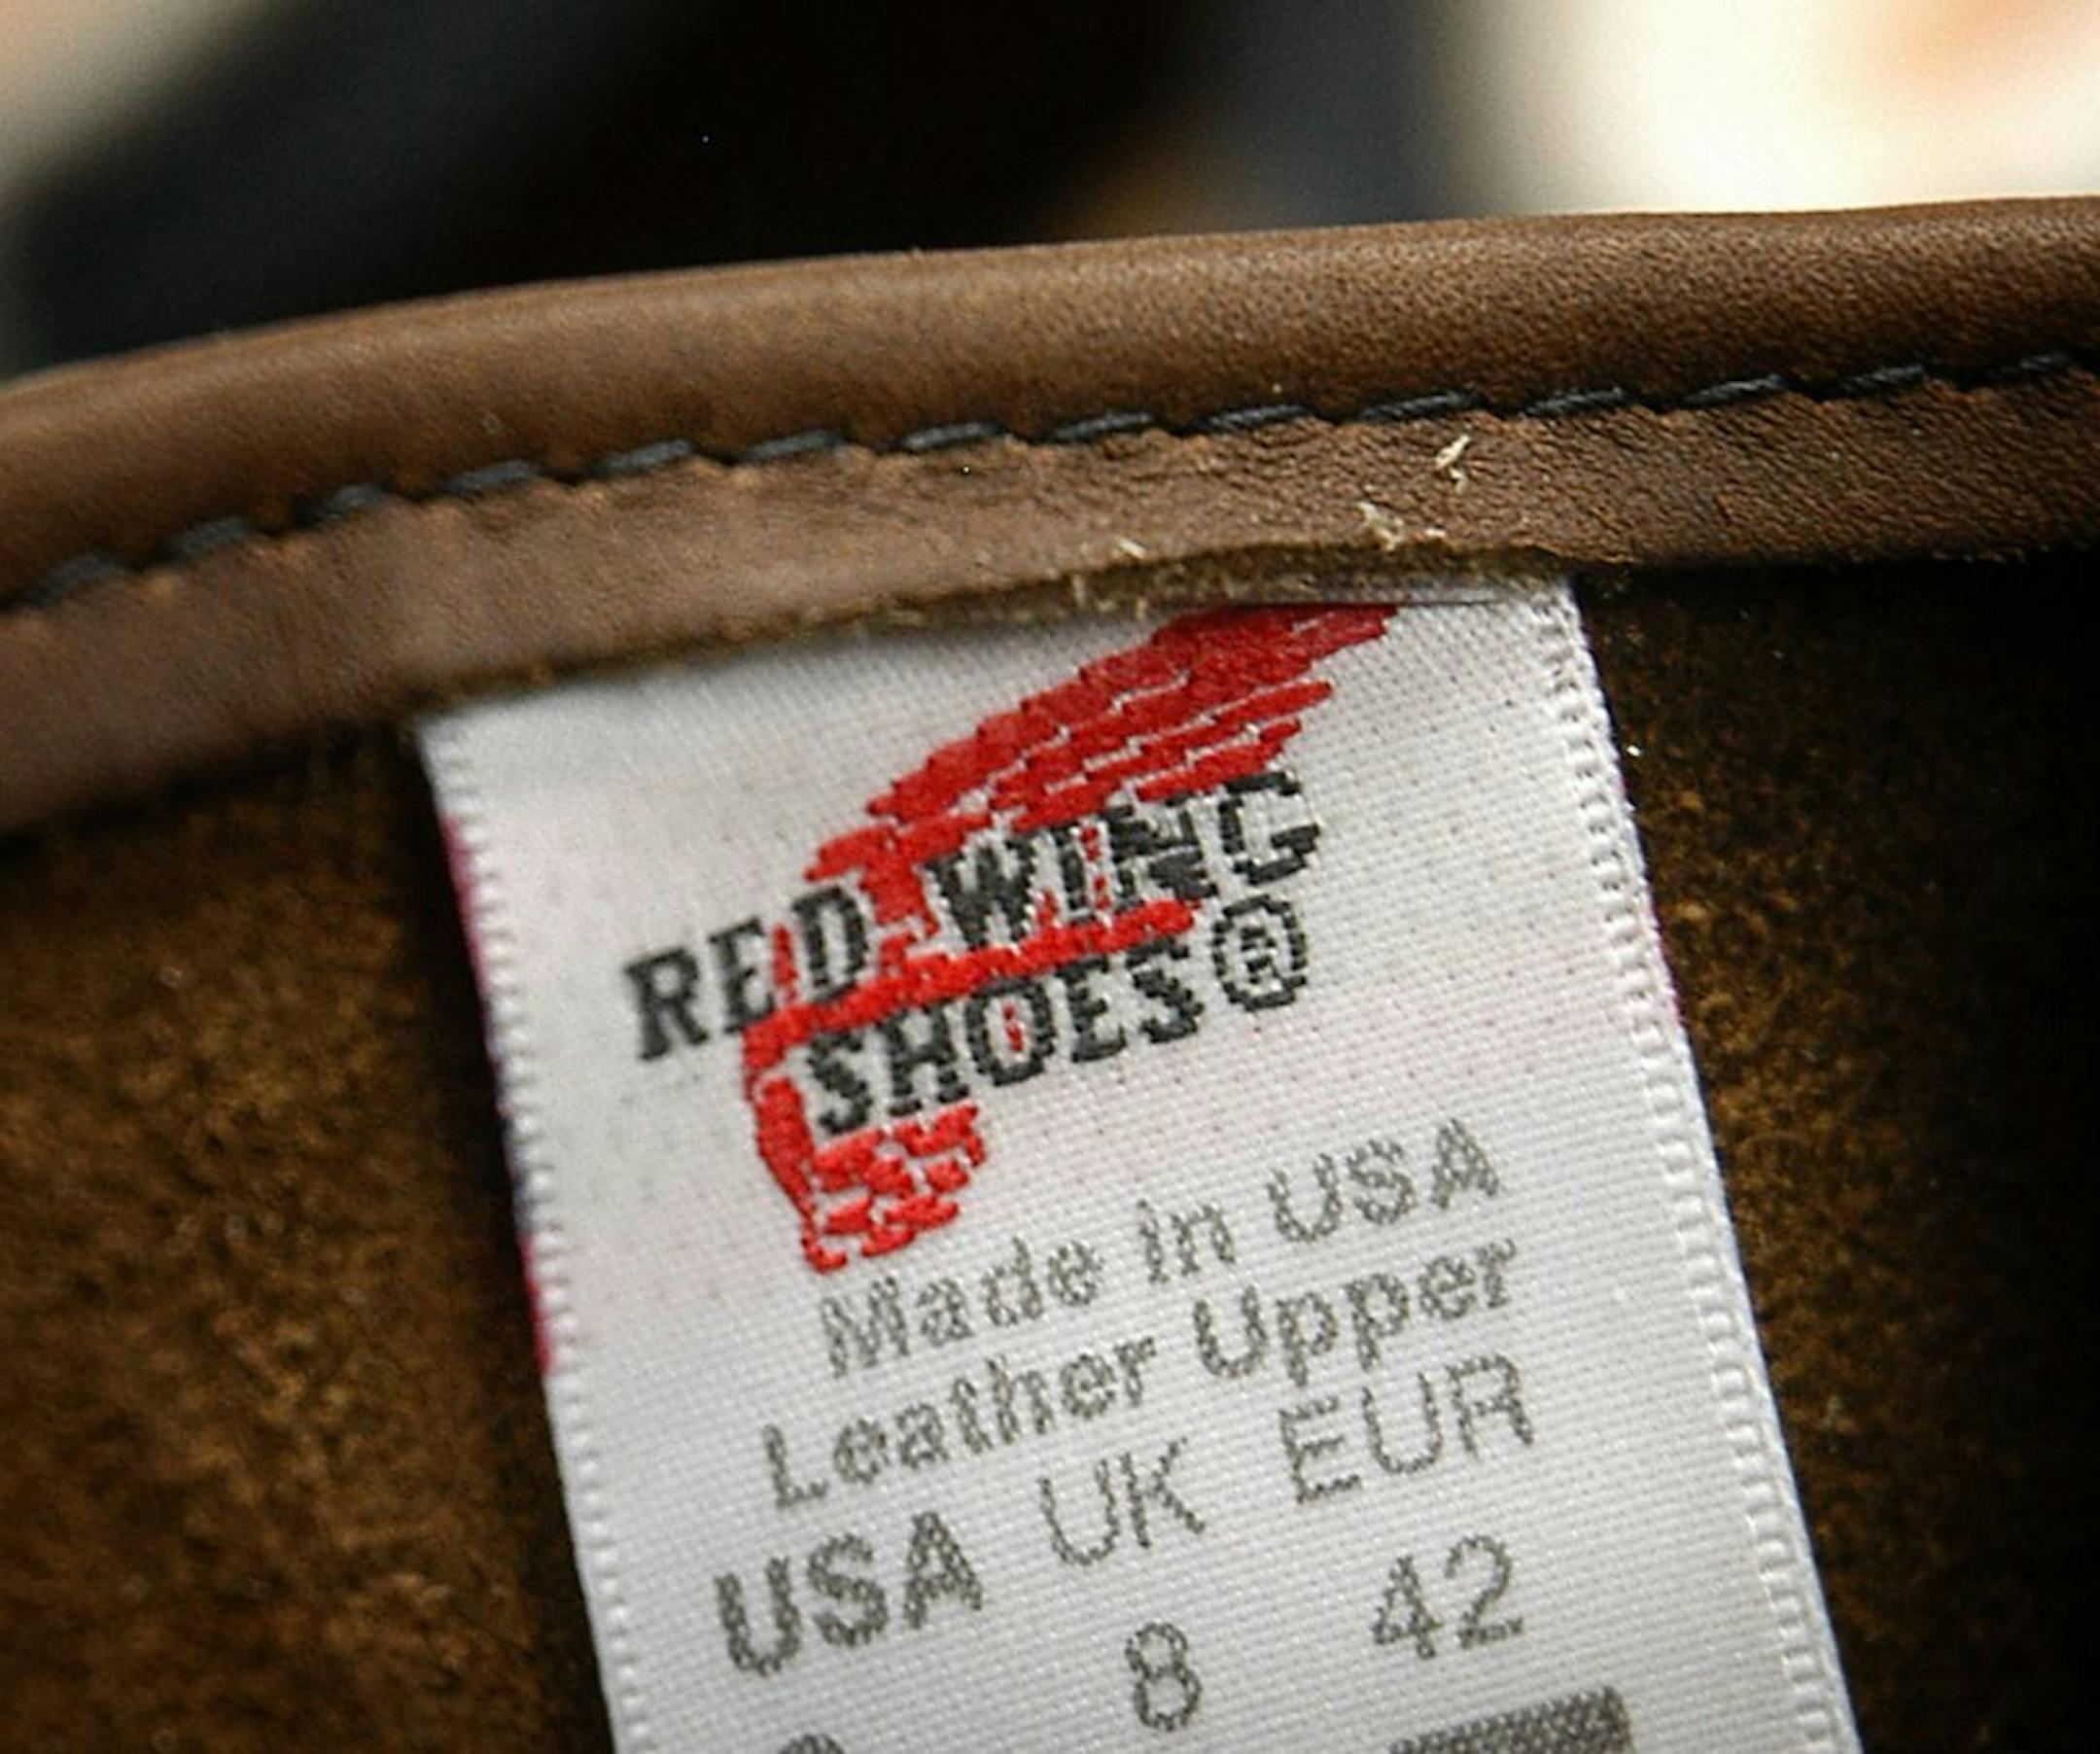 RED WING
SHOES®
Made in USA
Leather Upper
USA UK EUR
8 42